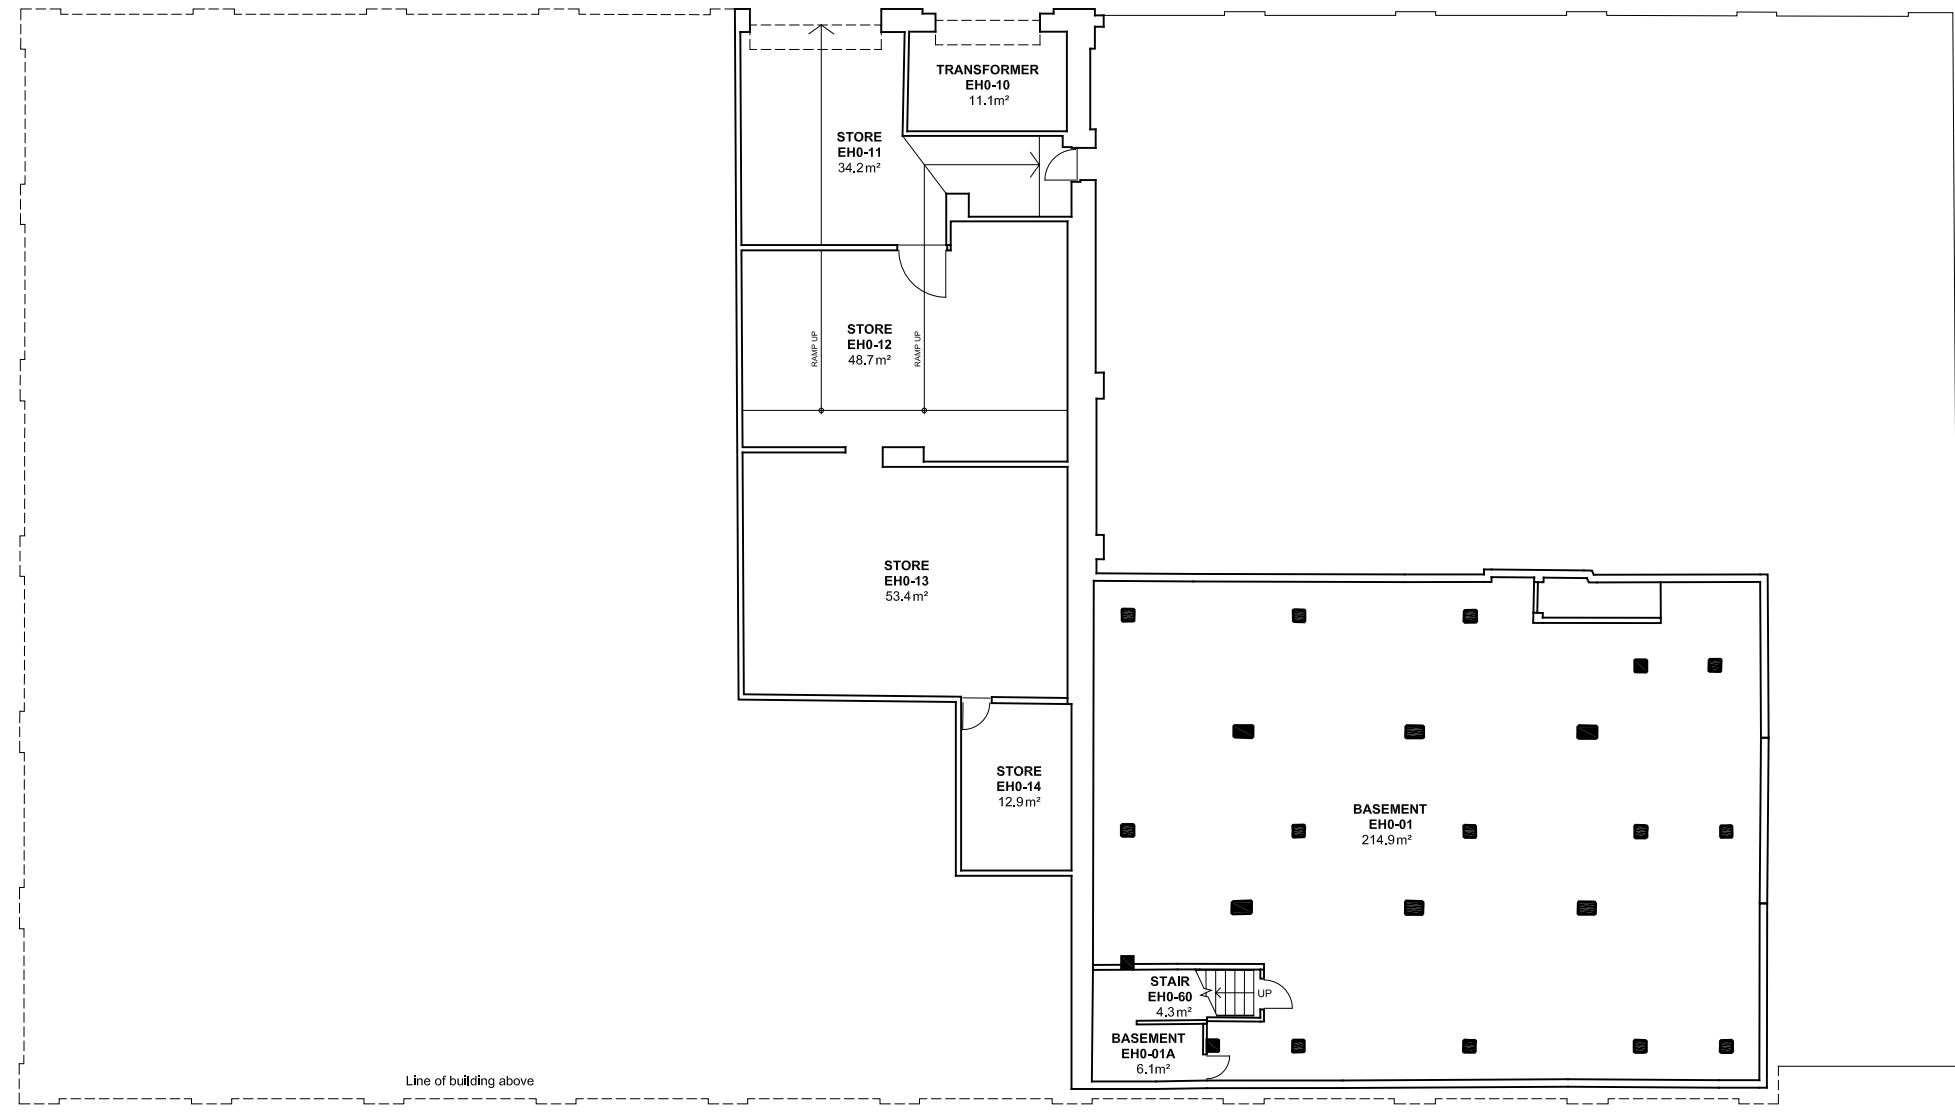 TRANSFORMER
EH0-10
11.1m²
STORE
EH0-11
34.2m²
STORE
EH0-12
48.7m²
RAMP UP
RAMP UP
STORE
EH0-13
53.4m²
STORE
EH0-14
12.9m²
BASEMENT
EH0-01
214.9m²
STAIR
EH0-60
4.3m²
UP
BASEMENT
EH0-01A
6.1m²
Line of building above